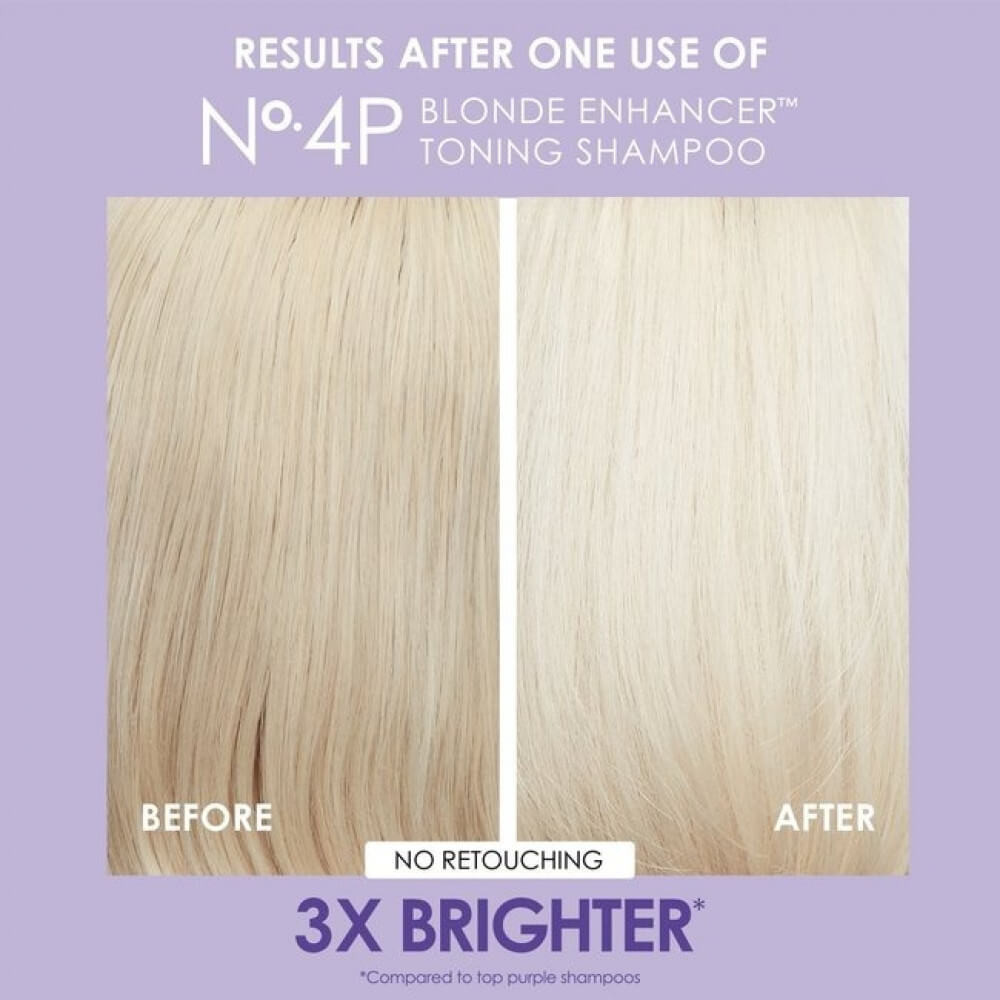 RESULTS AFTER ONE USE OF
Nº.4P BLONDE ENHANCER™
TONING SHAMPOO
BEFORE
AFTER
NO RETOUCHING
3X BRIGHTER*
*Compared to top purple shampoos